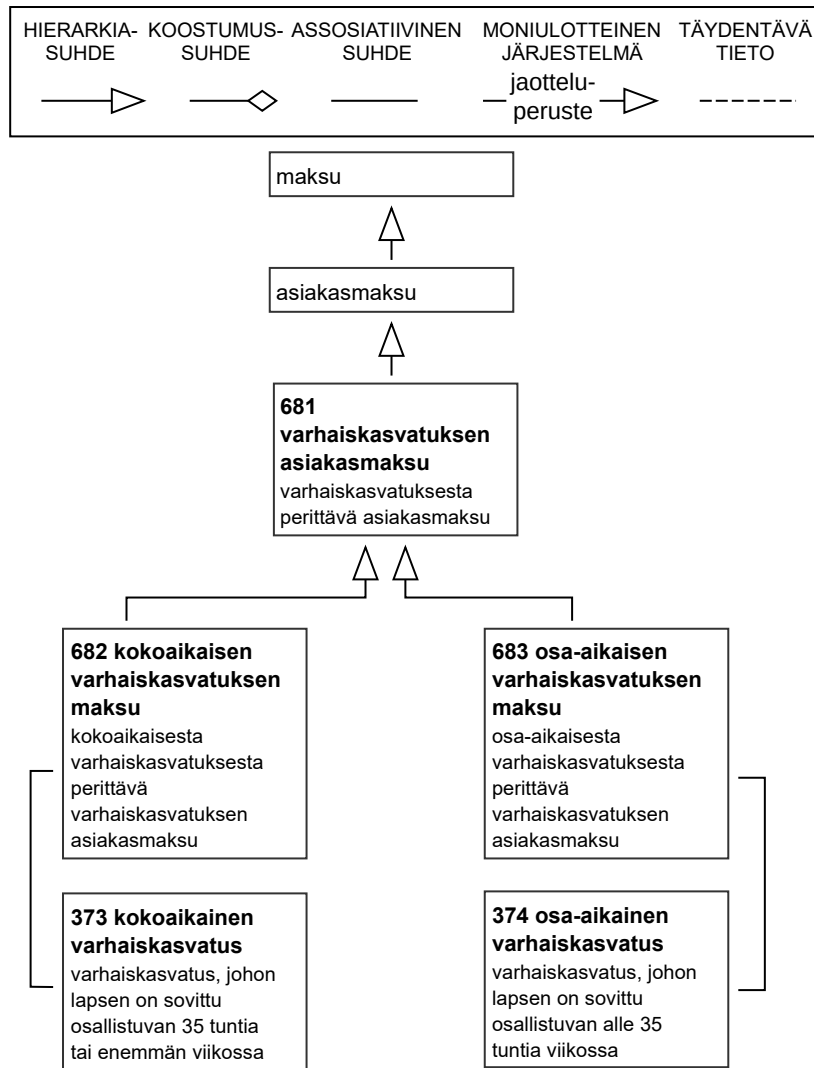 HIERARKIA-
SUHDE
KOOSTUMUS-
SUHDE
ASSOSIATIIVINEN
SUHDE
MONIULOTTEINEN
JÄRJESTELMÄ
jaottelu-
peruste
TÄYDENTÄVÄ
TIETO
maksu
asiakasmaksu
681
varhaiskasvatuksen
asiakasmaksu
varhaiskasvatuksesta
perittävä asiakasmaksu
682 kokoaikaisen
varhaiskasvatuksen
maksu
kokoaikaisesta
varhaiskasvatuksesta
perittävä
varhaiskasvatuksen
asiakasmaksu
683 osa-aikaisen
varhaiskasvatuksen
maksu
osa-aikaisesta
varhaiskasvatuksesta
perittävä
varhaiskasvatuksen
asiakasmaksu
373 kokoaikainen
varhaiskasvatus
varhaiskasvatus, johon
lapsen on sovittu
osallistuvan 35 tuntia
tai enemmän viikossa
374 osa-aikainen
varhaiskasvatus
varhaiskasvatus, johon
lapsen on sovittu
osallistuvan alle 35
tuntia viikossa